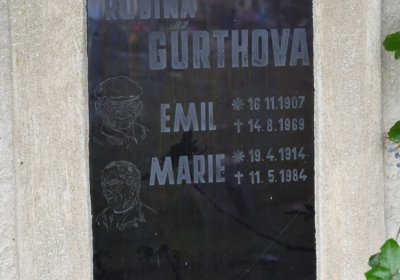 RODINA
GÜRTHOVA
EMIL * 16.11.1907
† 14.8.1969
MARIE * 19.4.1914
† 11.5.1984